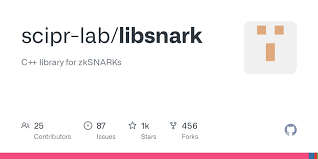 scipr-lab/libsnark
C++ library for zkSNARKs
25
Contributors
87
Issues
1k
Stars
456
Forks